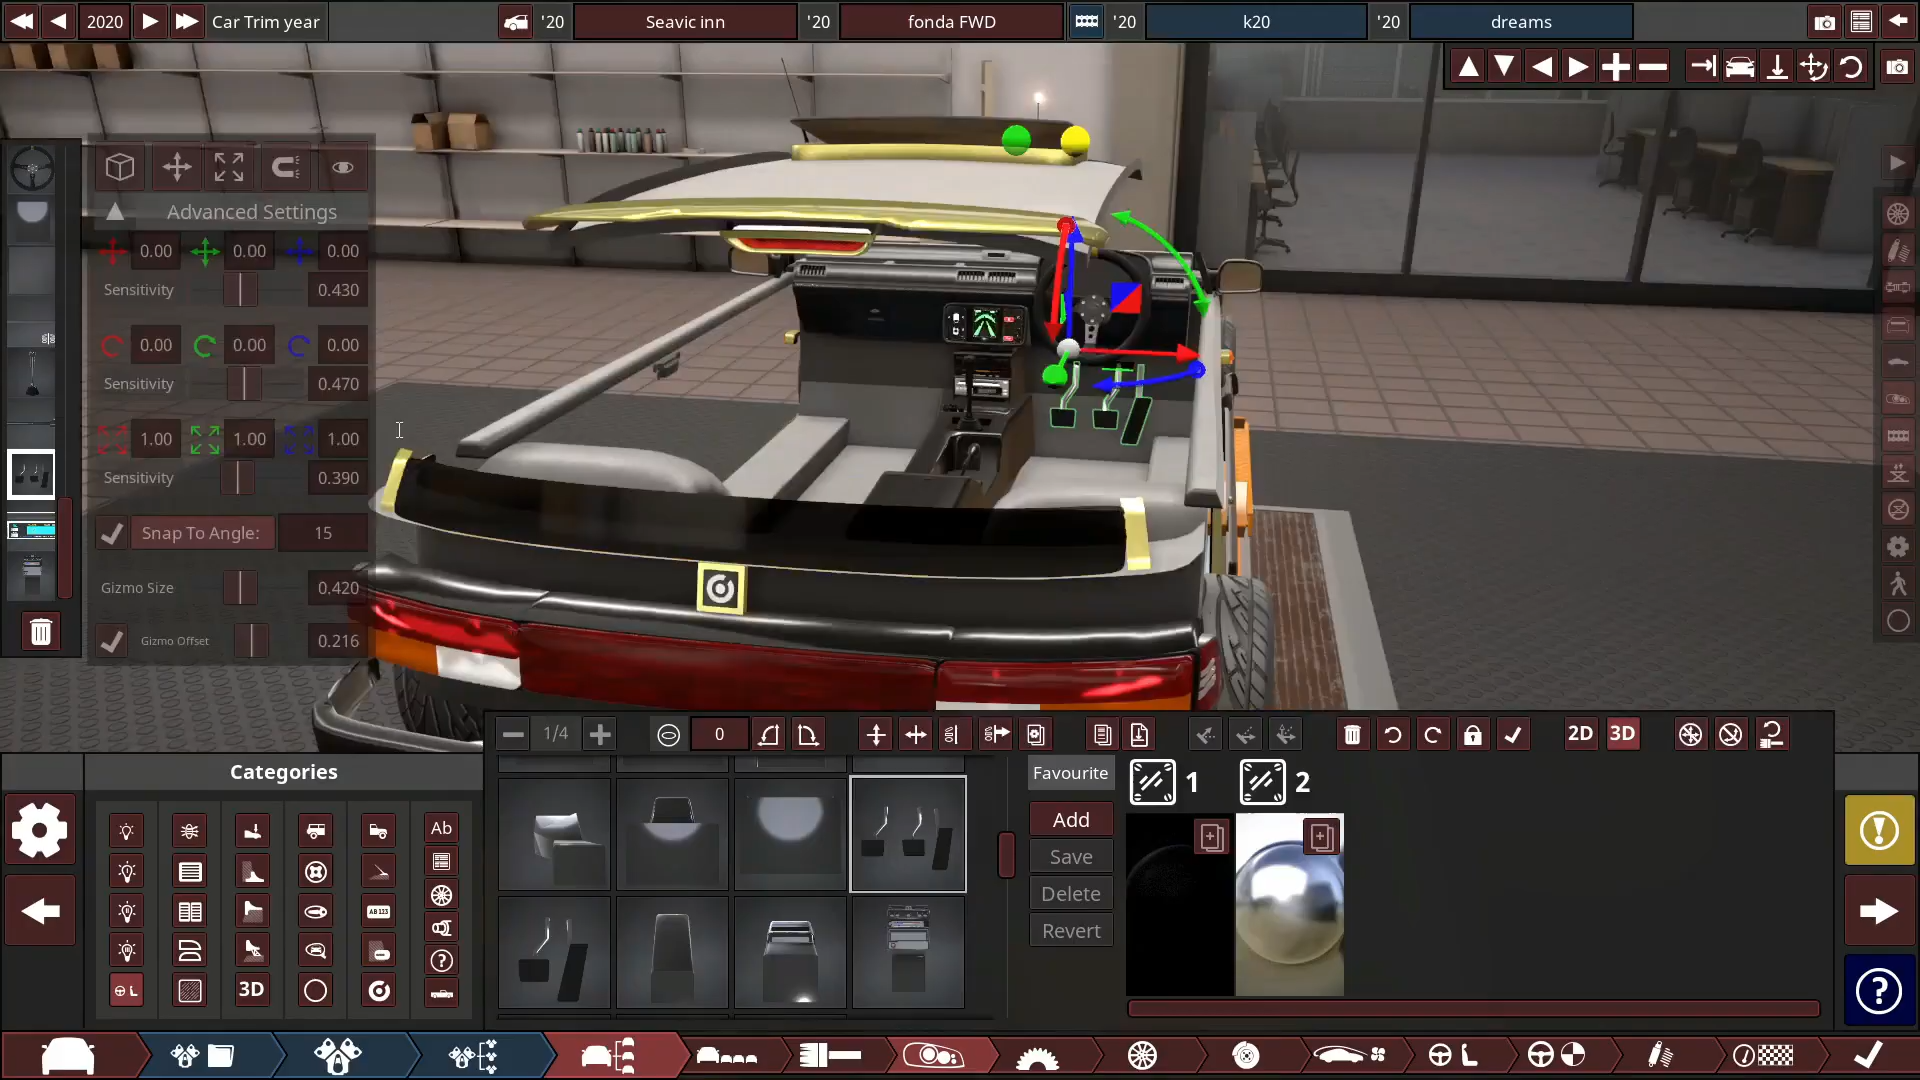 2020
Car Trim year
'20
Seavic inn
'20
fonda FWD
'20
k20
'20
dreams
Advanced Settings
0.00
0.00
0.00
Sensitivity
0.430
0.00
0.00
0.00
Sensitivity
0.470
1.00
1.00
1.00
Sensitivity
0.390
Snap To Angle:
15
Gizmo Size
0.420
Gizmo Offset
0.216
1/4
0
2D
3D
Categories
Ab
AB 123
3D
?
L
Favourite
Add
Save
Delete
Revert
1
2
!
?